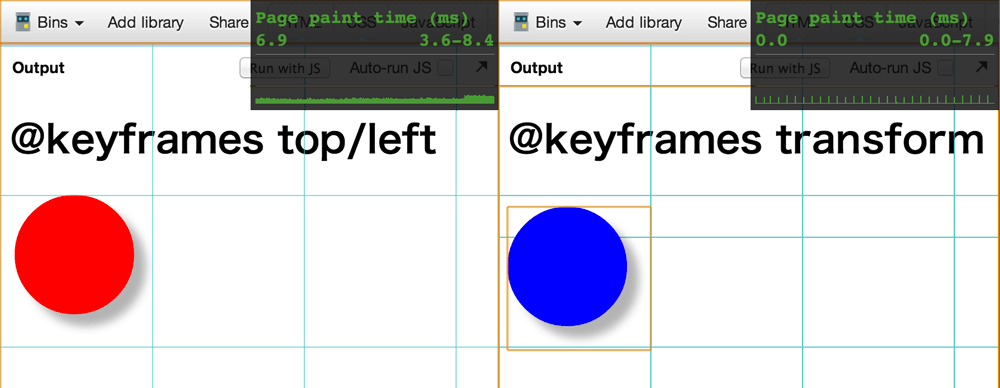 Bins Add library Share
Page paint time (ms)
6.9 3.6-8.4
Output Run with JS Auto-run JS
@keyframes top/left
Bins Add library Share CSS JavaScript
Page paint time (ms)
0.0 0.0-7.9
Output Run with JS Auto-run JS
@keyframes transform